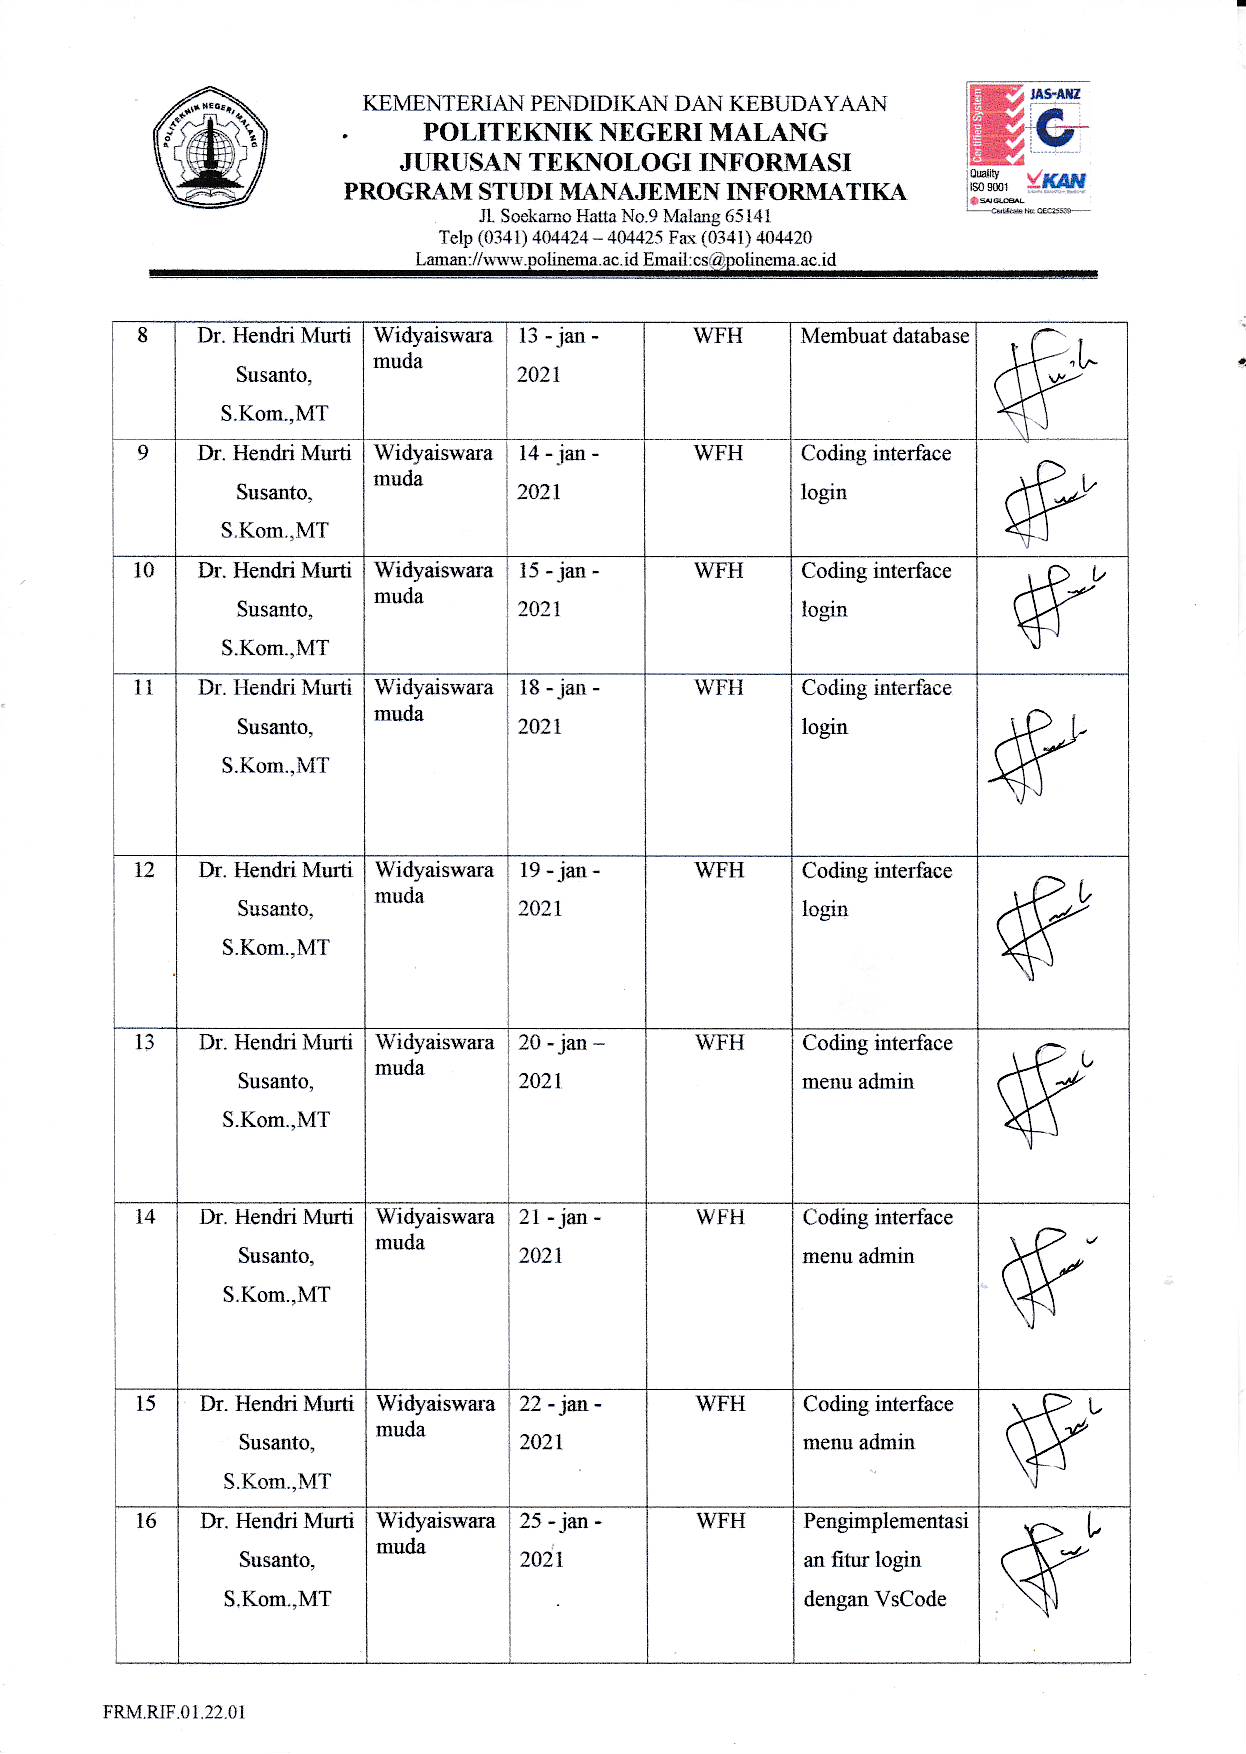 POLITEKNIK NEGERI MALANG
KEMENTERIAN PENDIDIKAN DAN KEBUDAYAAN
POLITEKNIK NEGERI MALANG
JURUSAN TEKNOLOGI INFORMASI
PROGRAM STUDI MANAJEMEN INFORMATIKA
Jl. Soekarno Hatta No.9 Malang 65141
Telp (0341) 404424 – 404425 Fax (0341) 404420
Laman://www.polinema.ac.id Email:cs@polinema.ac.id
Certified System
JAS-ANZ
Quality
ISO 9001
KAN
SAI GLOBAL
Certificate No: QEC25539
8 Dr. Hendri Murti Widyaiswara 13 - jan - WFH Membuat database
muda
Susanto, 2021
S.Kom.,MT
9 Dr. Hendri Murti Widyaiswara 14 - jan - WFH Coding interface
muda
Susanto, 2021 login
S.Kom.,MT
10 Dr. Hendri Murti Widyaiswara 15 - jan - WFH Coding interface
muda
Susanto, 2021 login
S.Kom.,MT
11 Dr. Hendri Murti Widyaiswara 18 - jan - WFH Coding interface
muda
Susanto, 2021 login
S.Kom.,MT
12 Dr. Hendri Murti Widyaiswara 19 - jan - WFH Coding interface
muda
Susanto, 2021 login
S.Kom.,MT
13 Dr. Hendri Murti Widyaiswara 20 - jan – WFH Coding interface
muda
Susanto, 2021 menu admin
S.Kom.,MT
14 Dr. Hendri Murti Widyaiswara 21 - jan - WFH Coding interface
muda
Susanto, 2021 menu admin
S.Kom.,MT
15 Dr. Hendri Murti Widyaiswara 22 - jan - WFH Coding interface
muda
Susanto, 2021 menu admin
S.Kom.,MT
16 Dr. Hendri Murti Widyaiswara 25 - jan - WFH Pengimplementasi
muda
Susanto, 2021 an fitur login
S.Kom.,MT dengan VsCode
FRM.RIF.01.22.01